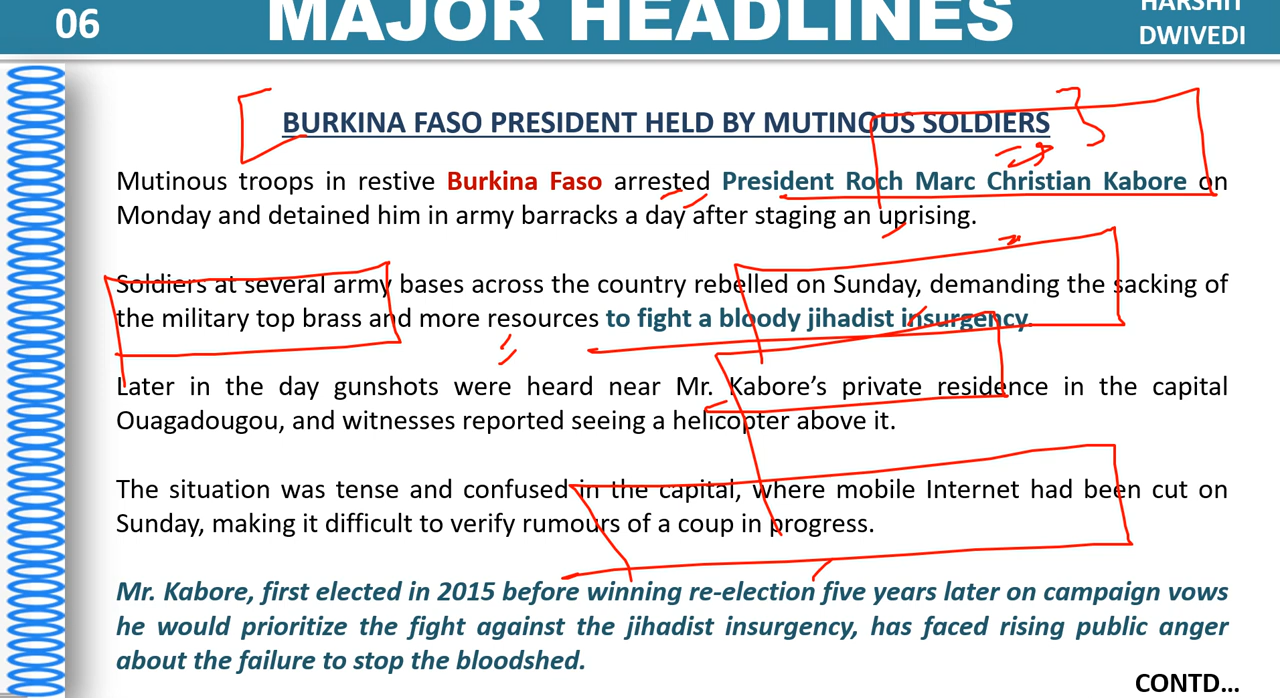 06
MAJOR HEADLINES
HARSHIT
DWIVEDI
BURKINA FASO PRESIDENT HELD BY MUTINOUS SOLDIERS
Mutinous troops in restive Burkina Faso arrested President Roch Marc Christian Kabore on
Monday and detained him in army barracks a day after staging an uprising.
Soldiers at several army bases across the country rebelled on Sunday, demanding the sacking of
the military top brass and more resources to fight a bloody jihadist insurgency.
Later in the day gunshots were heard near Mr. Kabore’s private residence in the capital
Ouagadougou, and witnesses reported seeing a helicopter above it.
The situation was tense and confused in the capital, where mobile Internet had been cut on
Sunday, making it difficult to verify rumours of a coup in progress.
Mr. Kabore, first elected in 2015 before winning re-election five years later on campaign vows
he would prioritize the fight against the jihadist insurgency, has faced rising public anger
about the failure to stop the bloodshed.
CONTD...